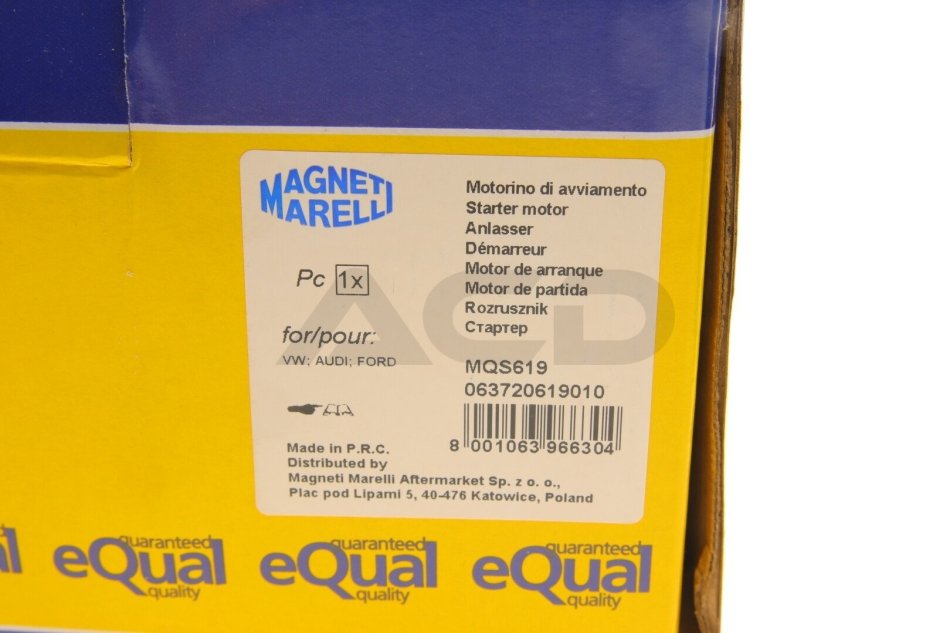 MAGNETI
MARELLI
Pc 1x
for/pour:
VW; AUDI; FORD
Motorino di avviamento
Starter motor
Anlasser
Démarreur
Motor de arranque
Motor de partida
Rozrusznik
Стартер
MQS619
063720619010
8 001063 966304
Made in P.R.C.
Distributed by
Magneti Marelli Aftermarket Sp. z o. o.,
Plac pod Lipami 5, 40-476 Katowice, Poland
ACD
guaranteed
eQual
quality
guaranteed
eQual
quality
guaranteed
eQual
quality